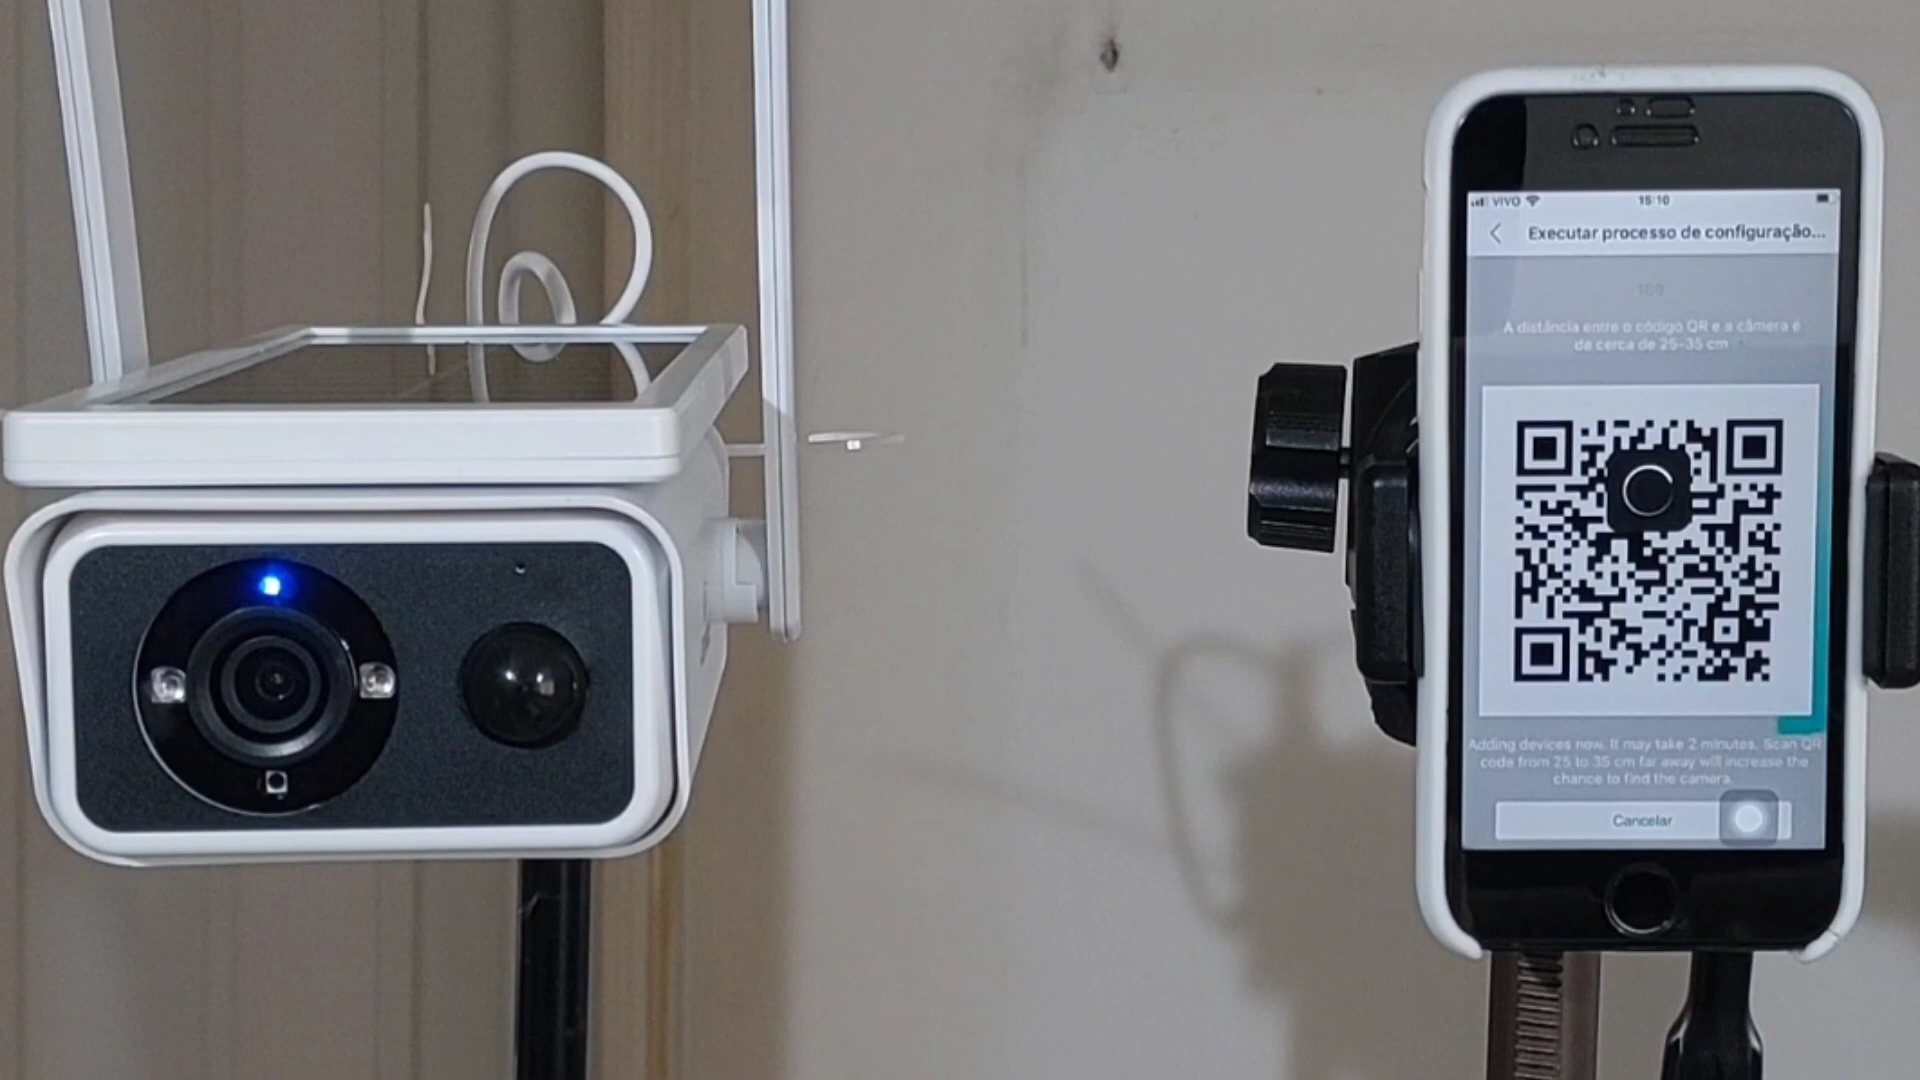 VIVO 15:10
Executar processo de configuração...
169
A distância entre o código QR e a câmera é
de cerca de 25-35 cm
Adding devices now. It may take 2 minutes. Scan QR
code from 25 to 35 cm far away will increase the
chance to find the camera.
Cancelar